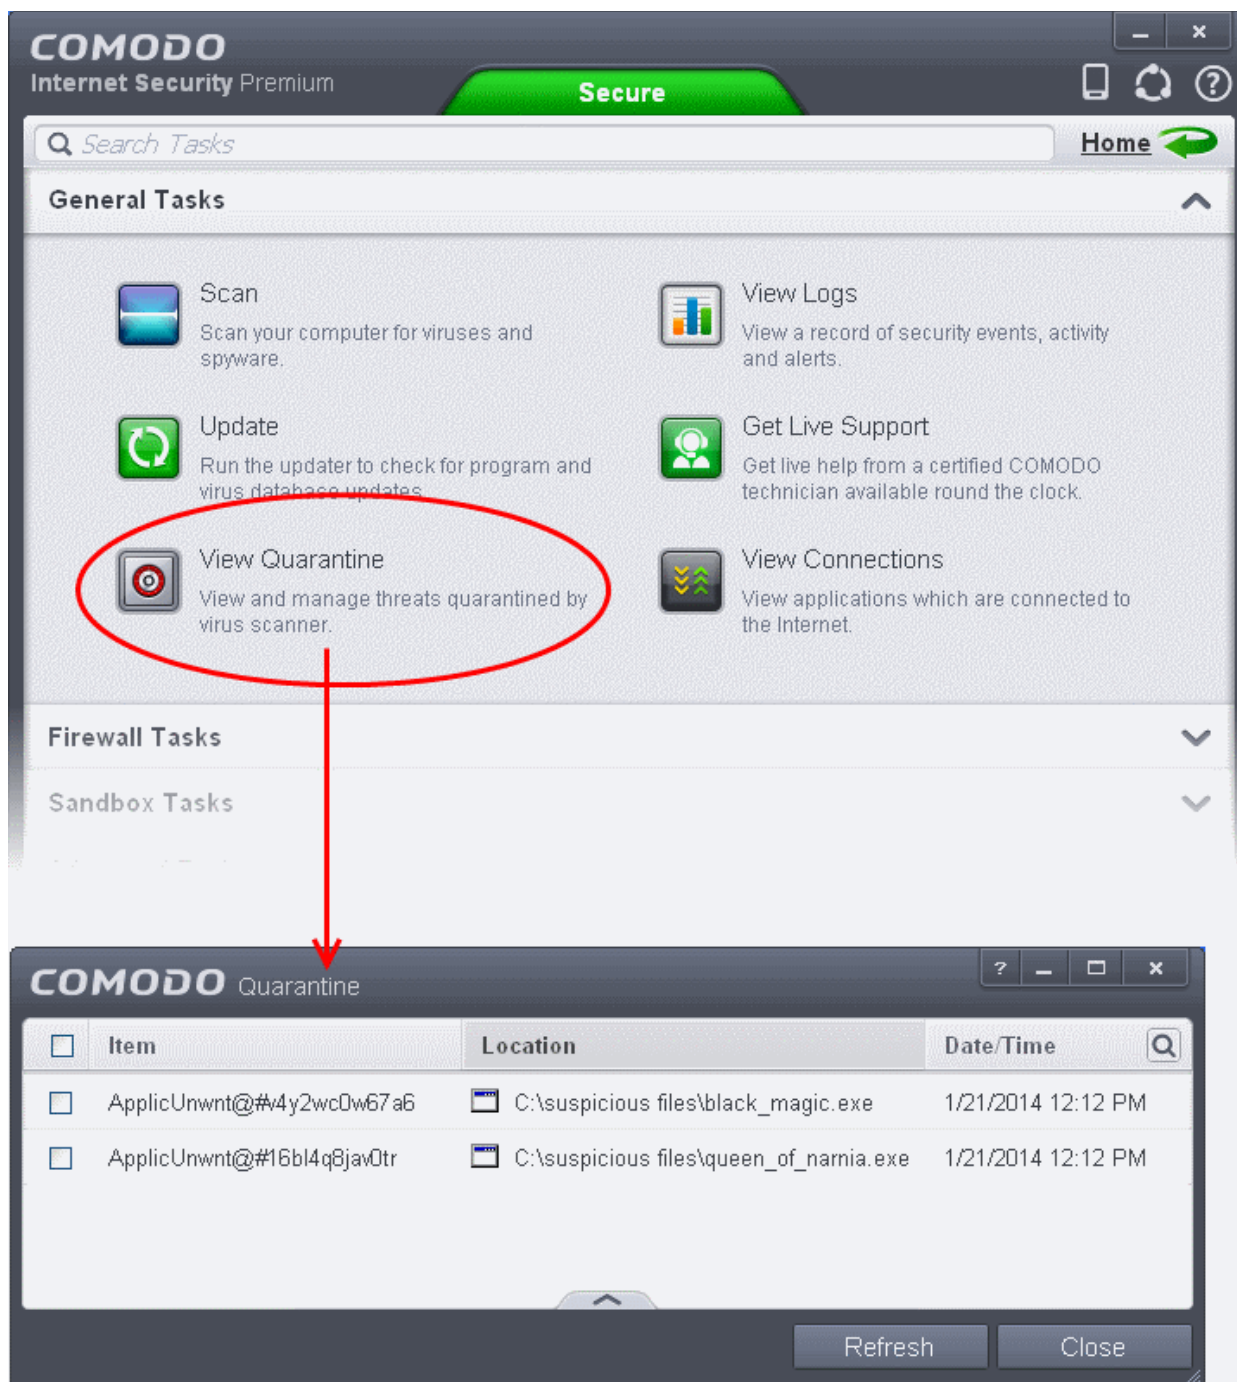 COMODO
Internet Security Premium
Secure
Search Tasks
Home
General Tasks
Scan
Scan your computer for viruses and
spyware.
View Logs
View a record of security events, activity
and alerts.
Update
Run the updater to check for program and
virus database updates.
Get Live Support
Get live help from a certified COMODO
technician available round the clock.
View Quarantine
View and manage threats quarantined by
virus scanner.
View Connections
View applications which are connected to
the Internet.
Firewall Tasks
Sandbox Tasks
COMODO Quarantine
Item Location Date/Time
ApplicUnwnt@#v4y2wc0w67a6 C:\suspicious files\black_magic.exe 1/21/2014 12:12 PM
ApplicUnwnt@#16bl4q8jav0tr C:\suspicious files\queen_of_narnia.exe 1/21/2014 12:12 PM
Refresh Close